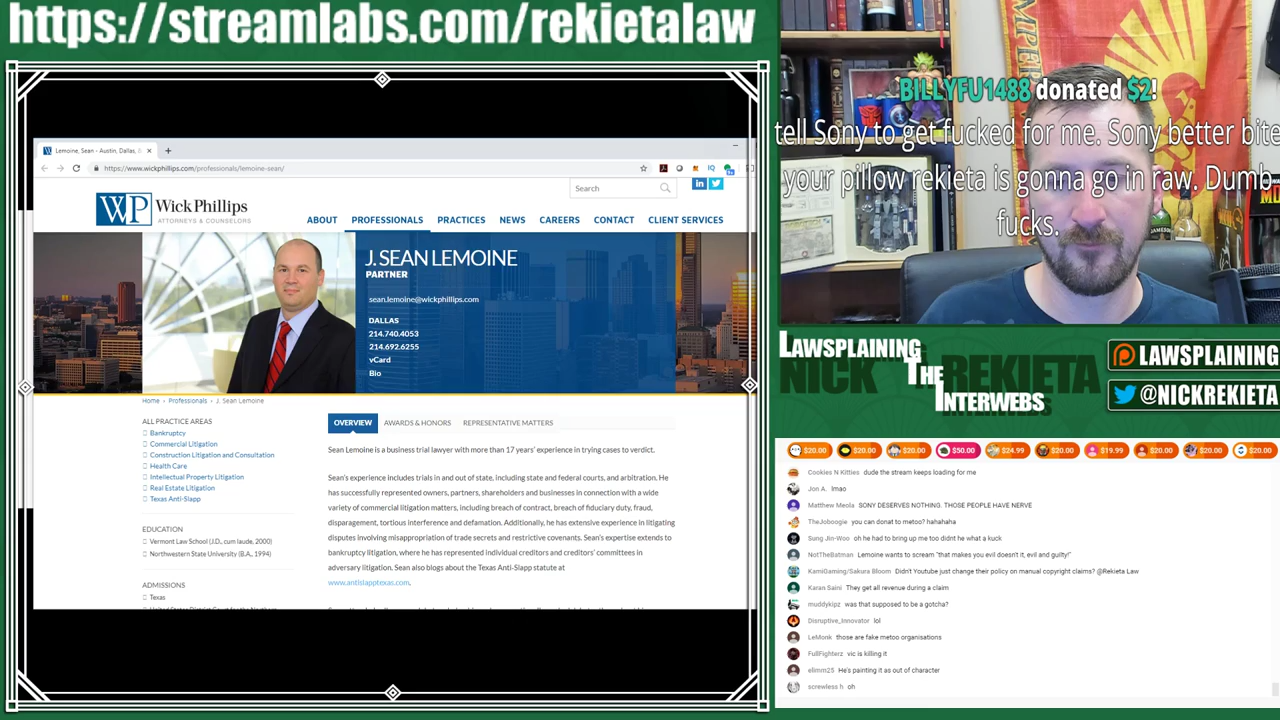 https://streamlabs.com/rekietalaw
Lemoine, Sean - Austin, Dallas,
https://www.wickphillips.com/professionals/lemoine-sean/
Search
WP Wick Phillips
ATTORNEYS & COUNSELORS
ABOUT PROFESSIONALS PRACTICES NEWS CAREERS CONTACT CLIENT SERVICES
J. SEAN LEMOINE
PARTNER
sean.lemoine@wickphillips.com
DALLAS
214.740.4053
214.692.6255
vCard
Bio
Home › Professionals › J. Sean Lemoine
ALL PRACTICE AREAS
Bankruptcy
Commercial Litigation
Construction Litigation and Consultation
Health Care
Intellectual Property Litigation
Real Estate Litigation
Texas Anti-Slapp
EDUCATION
Vermont Law School (J.D., cum laude, 2000)
Northwestern State University (B.A., 1994)
ADMISSIONS
Texas
OVERVIEW AWARDS & HONORS REPRESENTATIVE MATTERS
Sean Lemoine is a business trial lawyer with more than 17 years' experience in trying cases to verdict.
Sean's experience includes trials in and out of state, including state and federal courts, and arbitration. He
has successfully represented owners, partners, shareholders and businesses in connection with a wide
variety of commercial litigation matters, including breach of contract, breach of fiduciary duty, fraud,
disparagement, tortious interference and defamation. Additionally, he has extensive experience in litigating
disputes involving misappropriation of trade secrets and restrictive covenants. Sean's expertise extends to
bankruptcy litigation, where he has represented individual creditors and creditors' committees in
adversary litigation. Sean also blogs about the Texas Anti-Slapp statute at
www.antislapptexas.com.
BILLYFU1488 donated $2!
tell Sony to get fucked for me. Sony better bite
your pillow rekieta is gonna go in raw. Dumb
fucks.
JAMESON
LAWSPLAINING
THE
INTERWEBS
NICK REKIETA
LAWSPLAINING
@NICKREKIETA
$20.00 $20.00 $20.00 $50.00 $24.99 $20.00 $19.99 $20.00 $20.00 $20.00
Cookies N Kitties dude the stream keeps loading for me
Jon A. lmao
Matthew Meola SONY DESERVES NOTHING. THOSE PEOPLE HAVE NERVE
TheJoboogie you can donat to metoo? hahahaha
Sung Jin-Woo oh he had to bring up me too didnt he what a kuck
NotTheBatman Lemoine wants to scream "that makes you evil doesn't it, evil and guilty!"
KamiGaming/Sakura Bloom Didn't Youtube just change their policy on manual copyright claims? @Rekieta Law
Karan Saini They get all revenue during a claim
muddykipz was that supposed to be a gotcha?
Disruptive_Innovator lol
LeMonk those are fake metoo organisations
FullFighterz vic is killing it
elimm25 He's painting it as out of character
screwless h oh